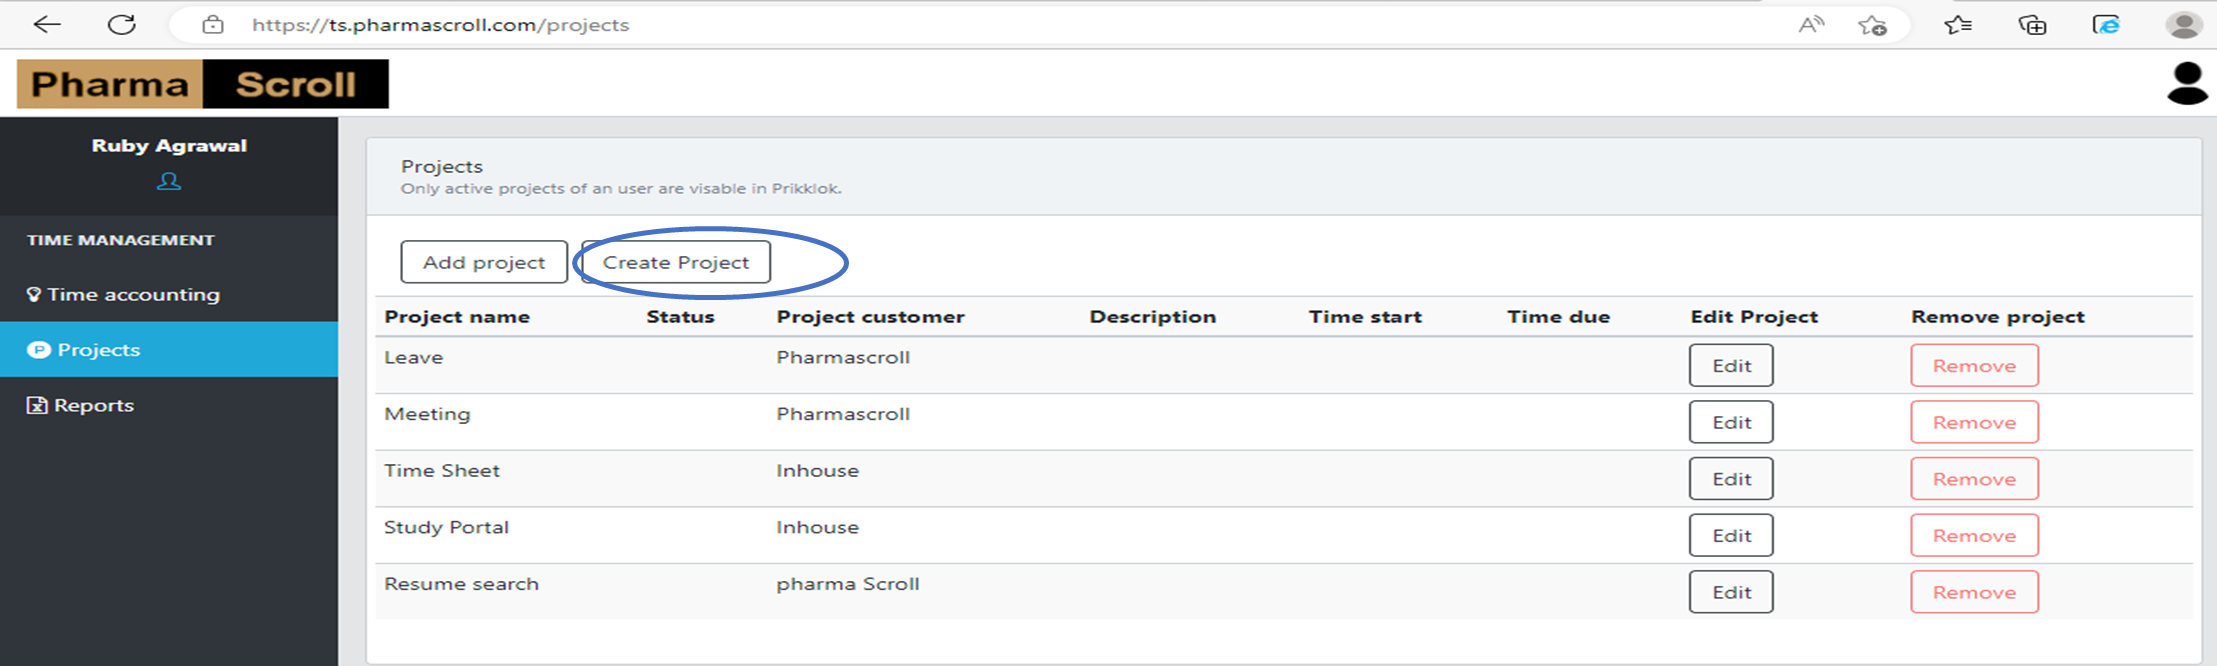 https://ts.pharmascroll.com/projects
Pharma Scroll
Ruby Agrawal
TIME MANAGEMENT
Time accounting
P Projects
Reports
Projects
Only active projects of an user are visable in Prikklok.
Add project Create Project
Project name Status Project customer Description Time start Time due Edit Project Remove project
Leave Pharmascroll Edit Remove
Meeting Pharmascroll Edit Remove
Time Sheet Inhouse Edit Remove
Study Portal Inhouse Edit Remove
Resume search pharma Scroll Edit Remove